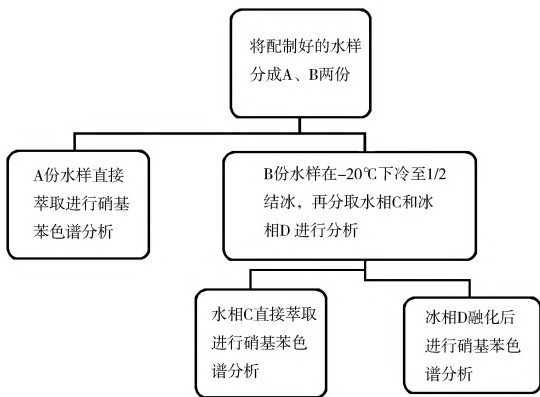 将配制好的水样
分成A、B两份
A份水样直接
萃取进行硝基
苯色谱分析
B份水样在-20℃下冷至1/2
结冰，再分取水相C和冰
相D 进行分析
水相C直接萃取
进行硝基苯色
谱分析
冰相D融化后
进行硝基苯色
谱分析